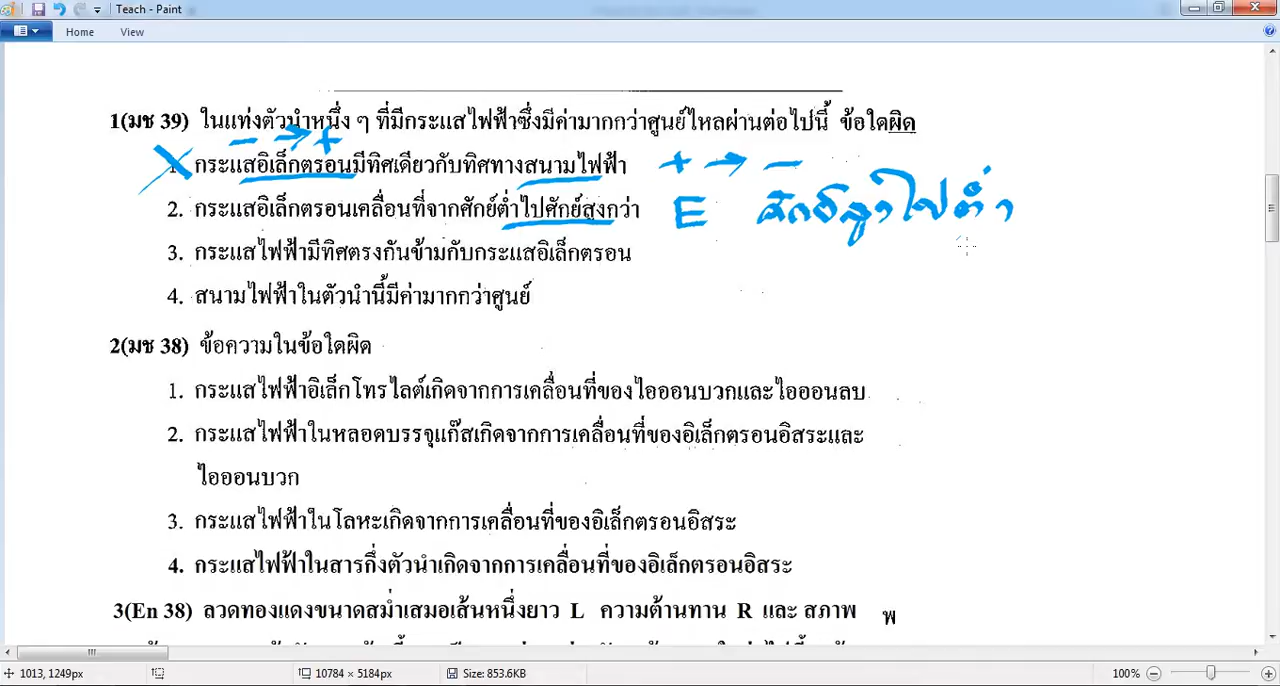 Teach - Paint
Home View
1(มช 39) ในแท่งตัวนำหนึ่ง ๆ ที่มีกระแสไฟฟ้าซึ่งมีค่ามากกว่าศูนย์ไหลผ่านต่อไปนี้ ข้อใดผิด
− → +
1. กระแสอิเล็กตรอนมีทิศเดียวกับทิศทางสนามไฟฟ้า + → −
2. กระแสอิเล็กตรอนเคลื่อนที่จากศักย์ต่ำไปศักย์สูงกว่า E ไปต่ำ
3. กระแสไฟฟ้ามีทิศตรงกันข้ามกับกระแสอิเล็กตรอน
4. สนามไฟฟ้าในตัวนำนี้มีค่ามากกว่าศูนย์
2(มช 38) ข้อความในข้อใดผิด
1. กระแสไฟฟ้าอิเล็กโทรไลต์เกิดจากการเคลื่อนที่ของไอออนบวกและไอออนลบ
2. กระแสไฟฟ้าในหลอดบรรจุแก๊สเกิดจากการเคลื่อนที่ของอิเล็กตรอนอิสระและ
ไอออนบวก
3. กระแสไฟฟ้าในโลหะเกิดจากการเคลื่อนที่ของอิเล็กตรอนอิสระ
4. กระแสไฟฟ้าในสารกึ่งตัวนำเกิดจากการเคลื่อนที่ของอิเล็กตรอนอิสระ
3(En 38) ลวดทองแดงขนาดสม่ำเสมอเส้นหนึ่งยาว L ความต้านทาน R และ สภาพ พ
1013, 1249px 10784 × 5184px Size: 853.6KB 100%